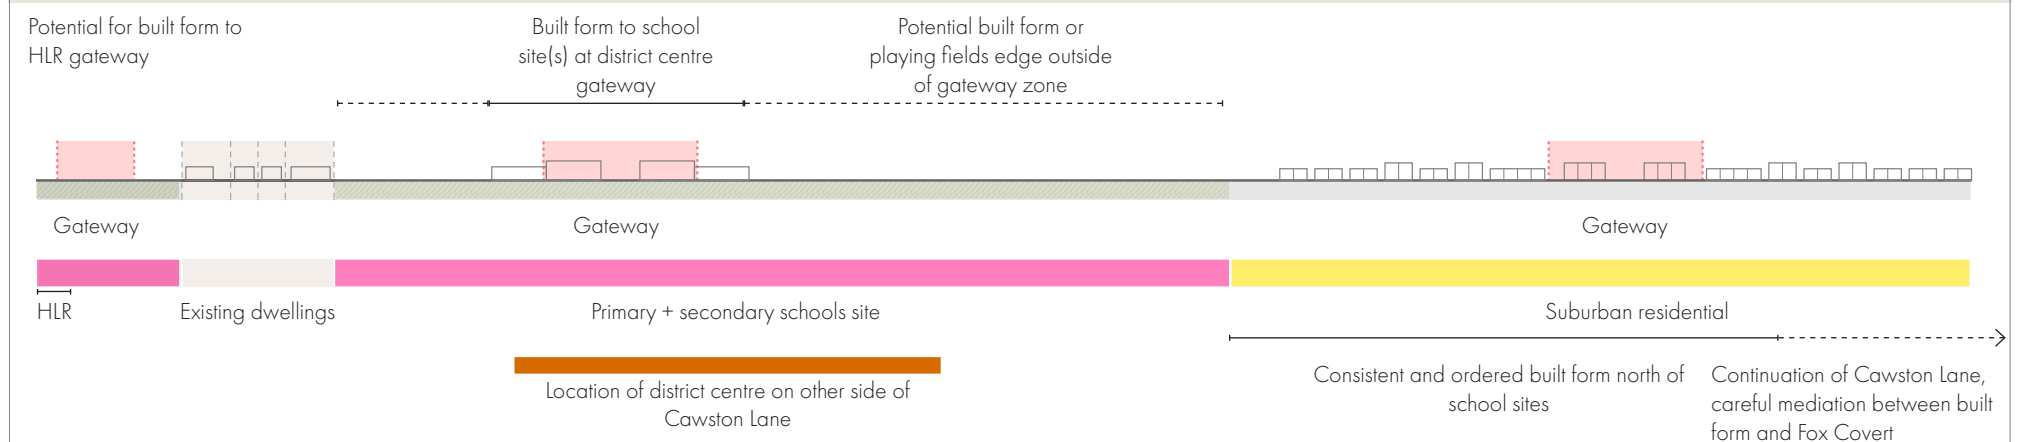 Potential for built form to
HLR gateway
Built form to school
site(s) at district centre
gateway
Potential built form or
playing fields edge outside
of gateway zone
Gateway
Gateway
Gateway
HLR
Existing dwellings
Primary + secondary schools site
Suburban residential
Location of district centre on other side of
Cawston Lane
Consistent and ordered built form north of
school sites
Continuation of Cawston Lane,
careful mediation between built
form and Fox Covert